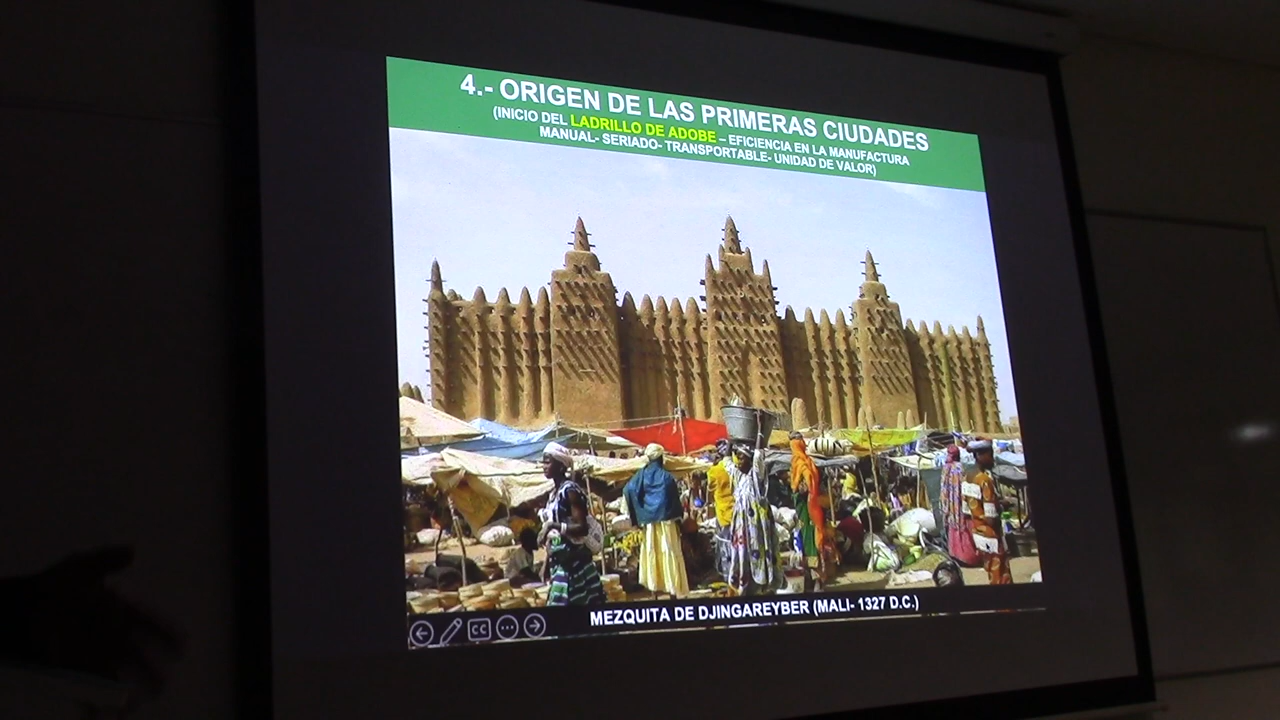 4.- ORIGEN DE LAS PRIMERAS CIUDADES
(INICIO DEL LADRILLO DE ADOBE – EFICIENCIA EN LA MANUFACTURA
MANUAL- SERIADO- TRANSPORTABLE- UNIDAD DE VALOR)
MEZQUITA DE DJINGAREYBER (MALI- 1327 D.C.)
CC